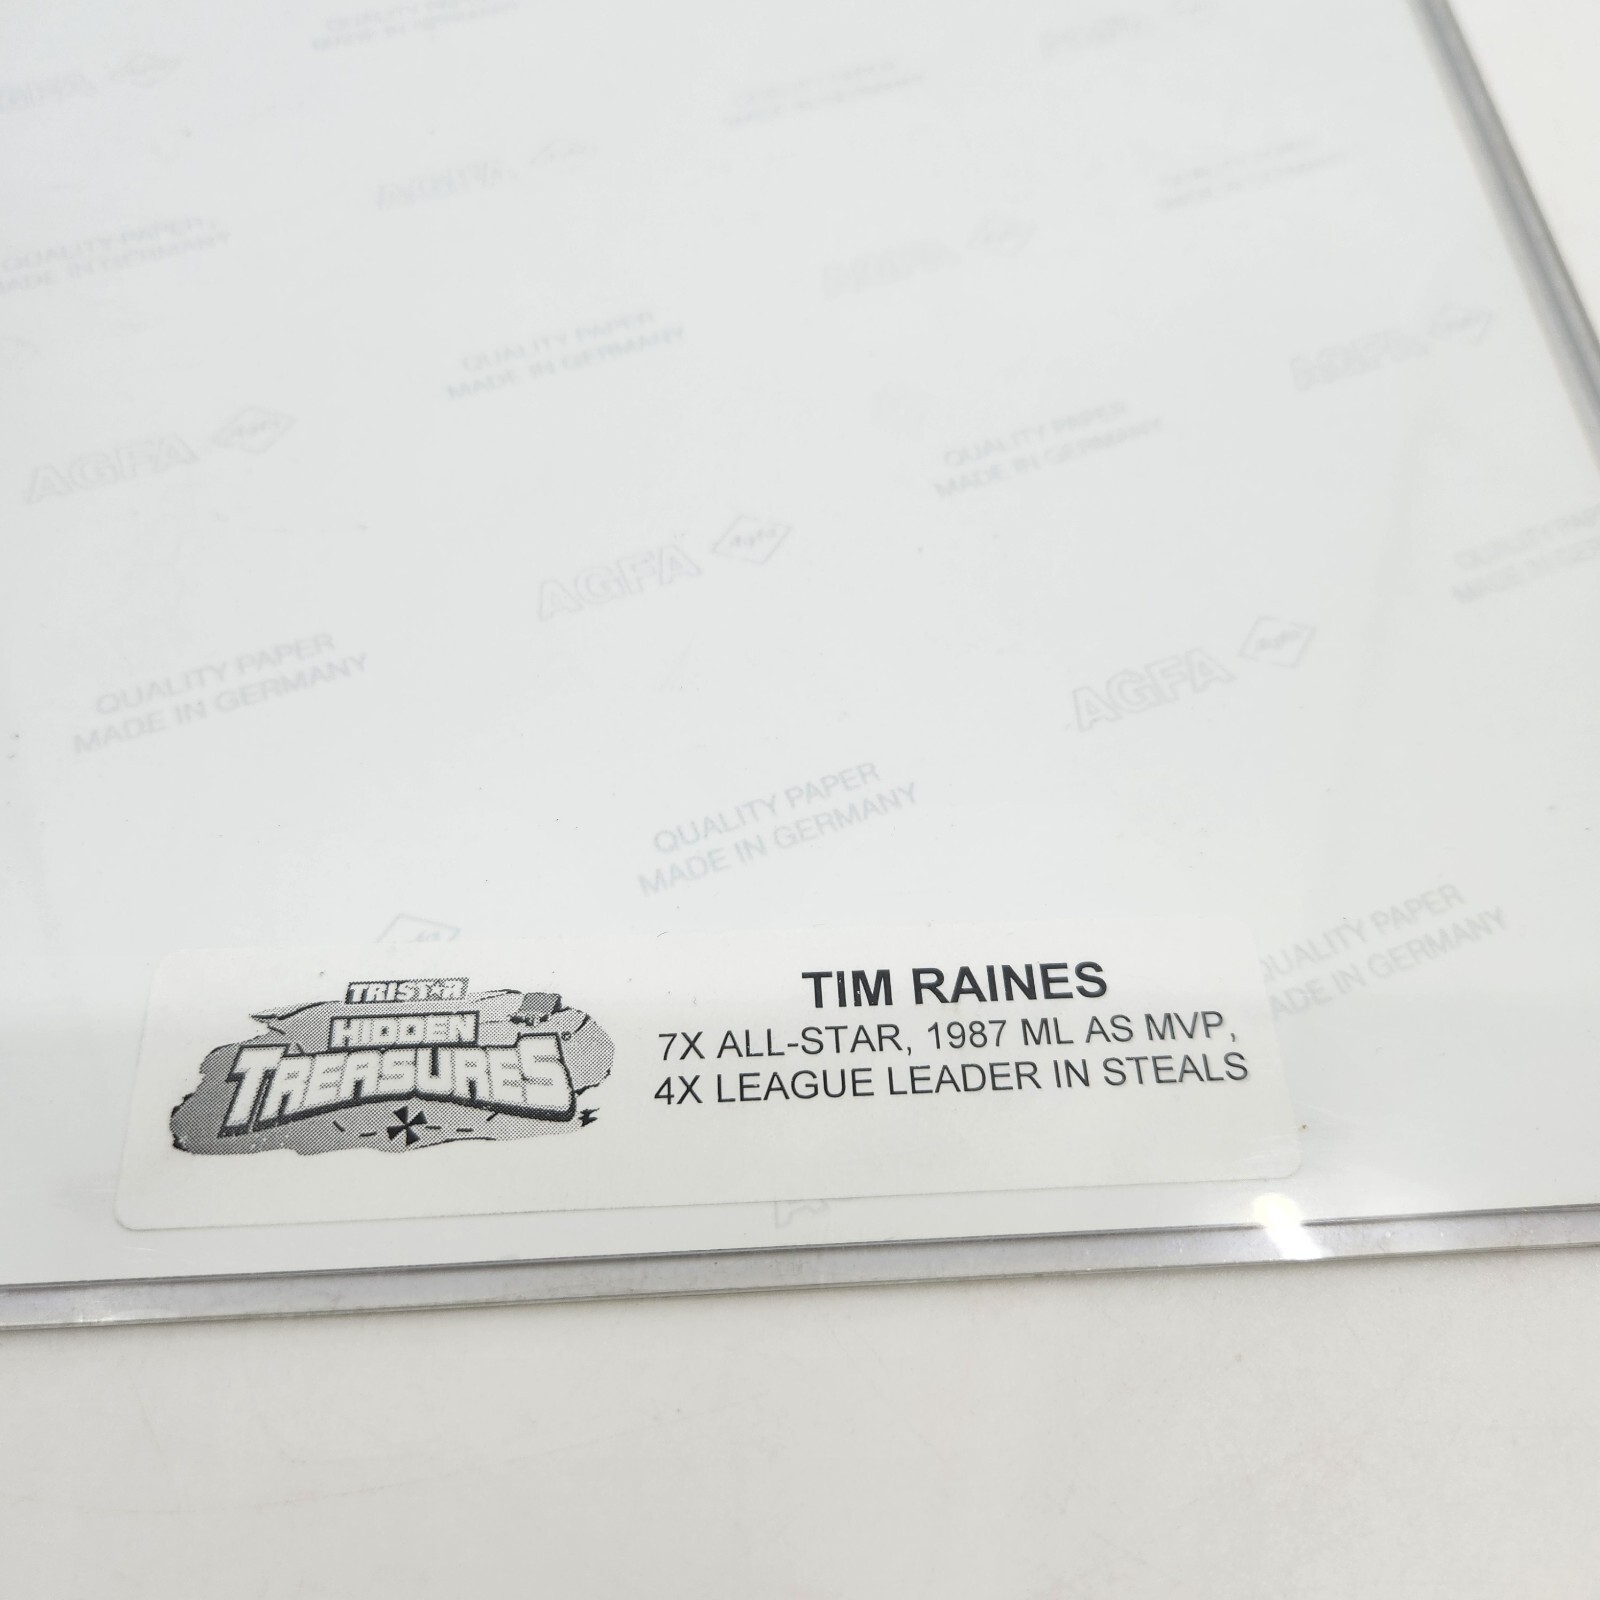 QUALITY PAPER
MADE IN GERMANY
QUALITY PAPER
MADE IN GERMANY
QUALITY PAPER
MADE IN GERMANY
AGFA
AGFA
QUALITY PAPER
MADE IN GERMANY
AGFA
QUALITY PAPER
MADE IN GERMANY
QUALITY PAPER
TRISTAR
HIDDEN
TREASURES
TIM RAINES
7X ALL-STAR, 1987 ML AS MVP,
4X LEAGUE LEADER IN STEALS